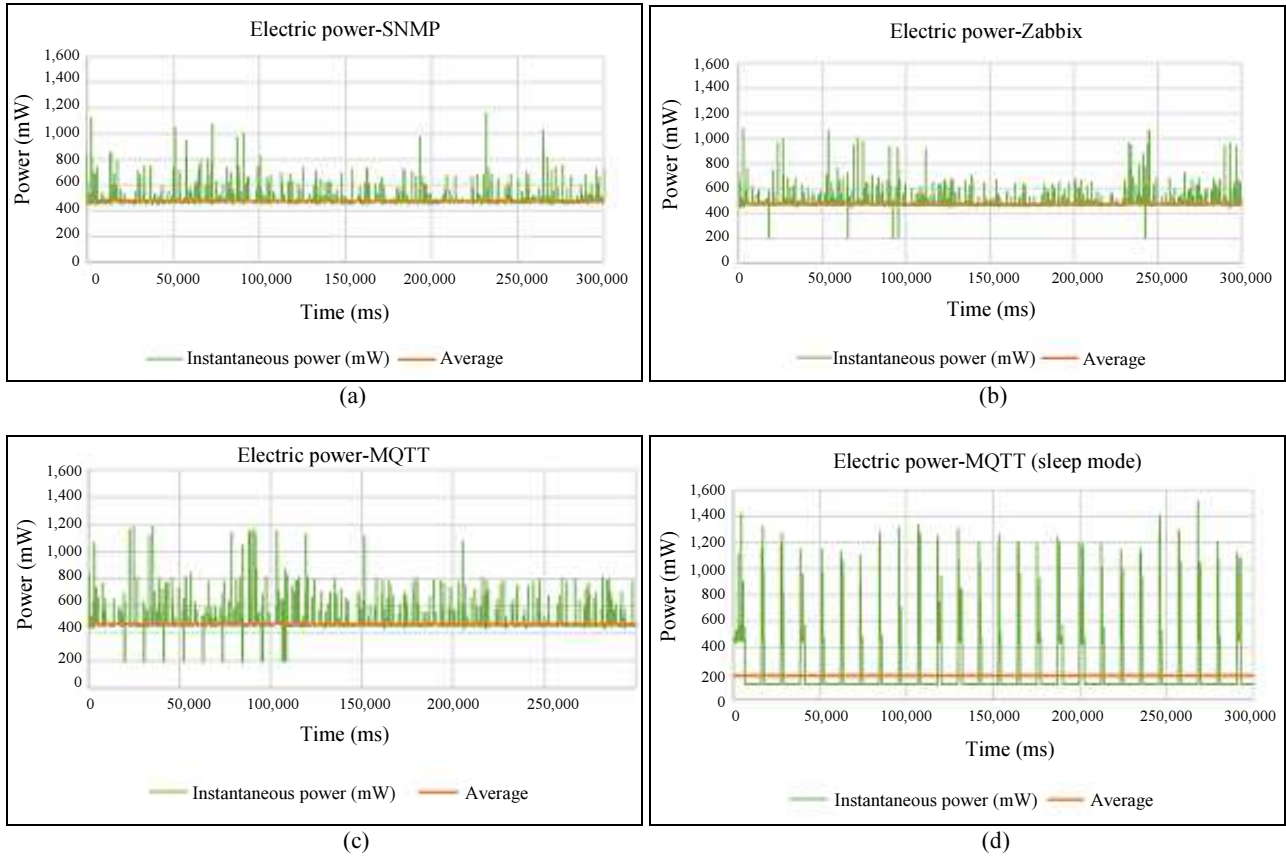 Electric power-SNMP
1,600
1,400
1,200
1,000
800
600
400
200
0
Power (mW)
0 50,000 100,000 150,000 200,000 250,000 300,000
Time (ms)
Instantaneous power (mW) Average
(a)
Electric power-Zabbix
1,600
1,400
1,200
1,000
800
600
400
200
0
Power (mW)
0 50,000 100,000 150,000 200,000 250,000 300,000
Time (ms)
Instantaneous power (mW) Average
(b)
Electric power-MQTT
1,600
1,400
1,200
1,000
800
600
400
200
0
Power (mW)
0 50,000 100,000 150,000 200,000 250,000
Time (ms)
Instantaneous power (mW) Average
(c)
Electric power-MQTT (sleep mode)
1,600
1,400
1,200
1,000
800
600
400
200
0
Power (mW)
0 50,000 100,000 150,000 200,000 250,000 300,000
Time (ms)
Instantaneous power (mW) Average
(d)